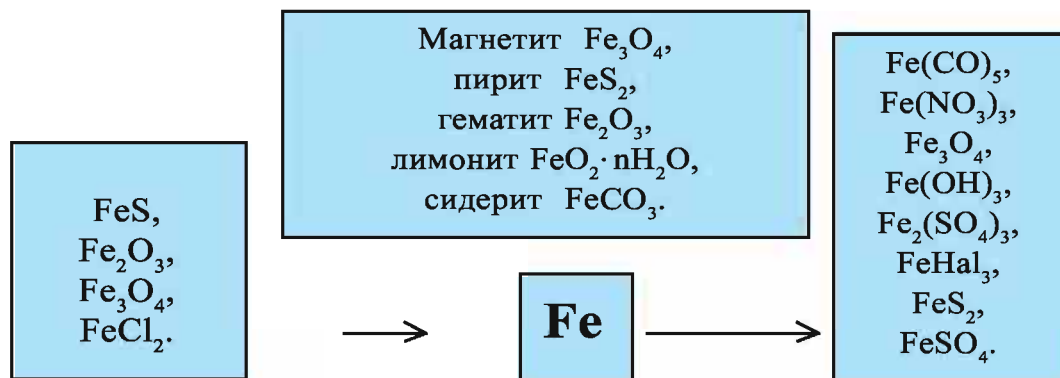 Магнетит Fe₃O₄,
пирит FeS₂,
гематит Fe₂O₃,
лимонит FeO₂·nH₂O,
сидерит FeCO₃.
FeS,
Fe₂O₃,
Fe₃O₄,
FeCl₂.
Fe
Fe(CO)₅,
Fe(NO₃)₃,
Fe₃O₄,
Fe(OH)₃,
Fe₂(SO₄)₃,
FeHal₃,
FeS₂,
FeSO₄.